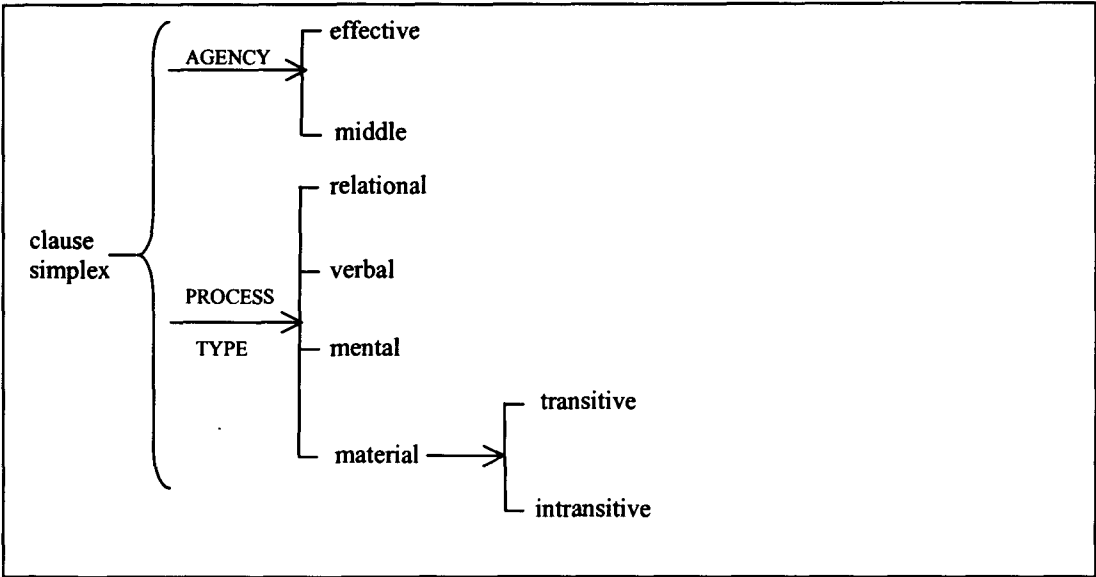 effective
AGENCY
middle
relational
clause
simplex
verbal
PROCESS
TYPE
mental
transitive
material
intransitive